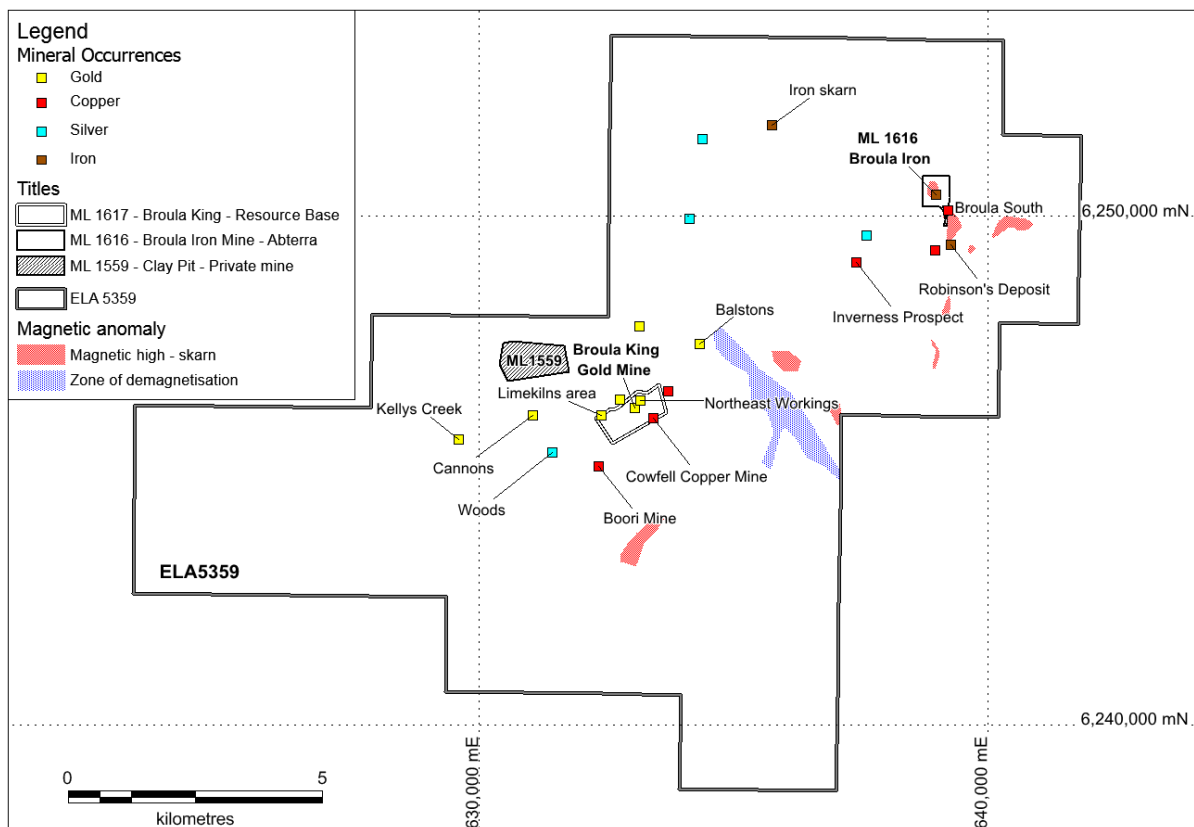 Legend
Mineral Occurrences
Gold
Copper
Silver
Iron
Titles
ML 1617 - Broula King - Resource Base
ML 1616 - Broula Iron Mine - Abterra
ML 1559 - Clay Pit - Private mine
ELA 5359
Magnetic anomaly
Magnetic high - skarn
Zone of demagnetisation
Iron skarn
ML 1616
Broula Iron
Broula South
6,250,000 mN
Robinson's Deposit
Inverness Prospect
Balstons
ML1559
Broula King
Gold Mine
Limekilns area
Northeast Workings
Kellys Creek
Cannons
Cowfell Copper Mine
Woods
Boori Mine
ELA5359
6,240,000 mN
630,000 mE
640,000 mE
0
5
kilometres